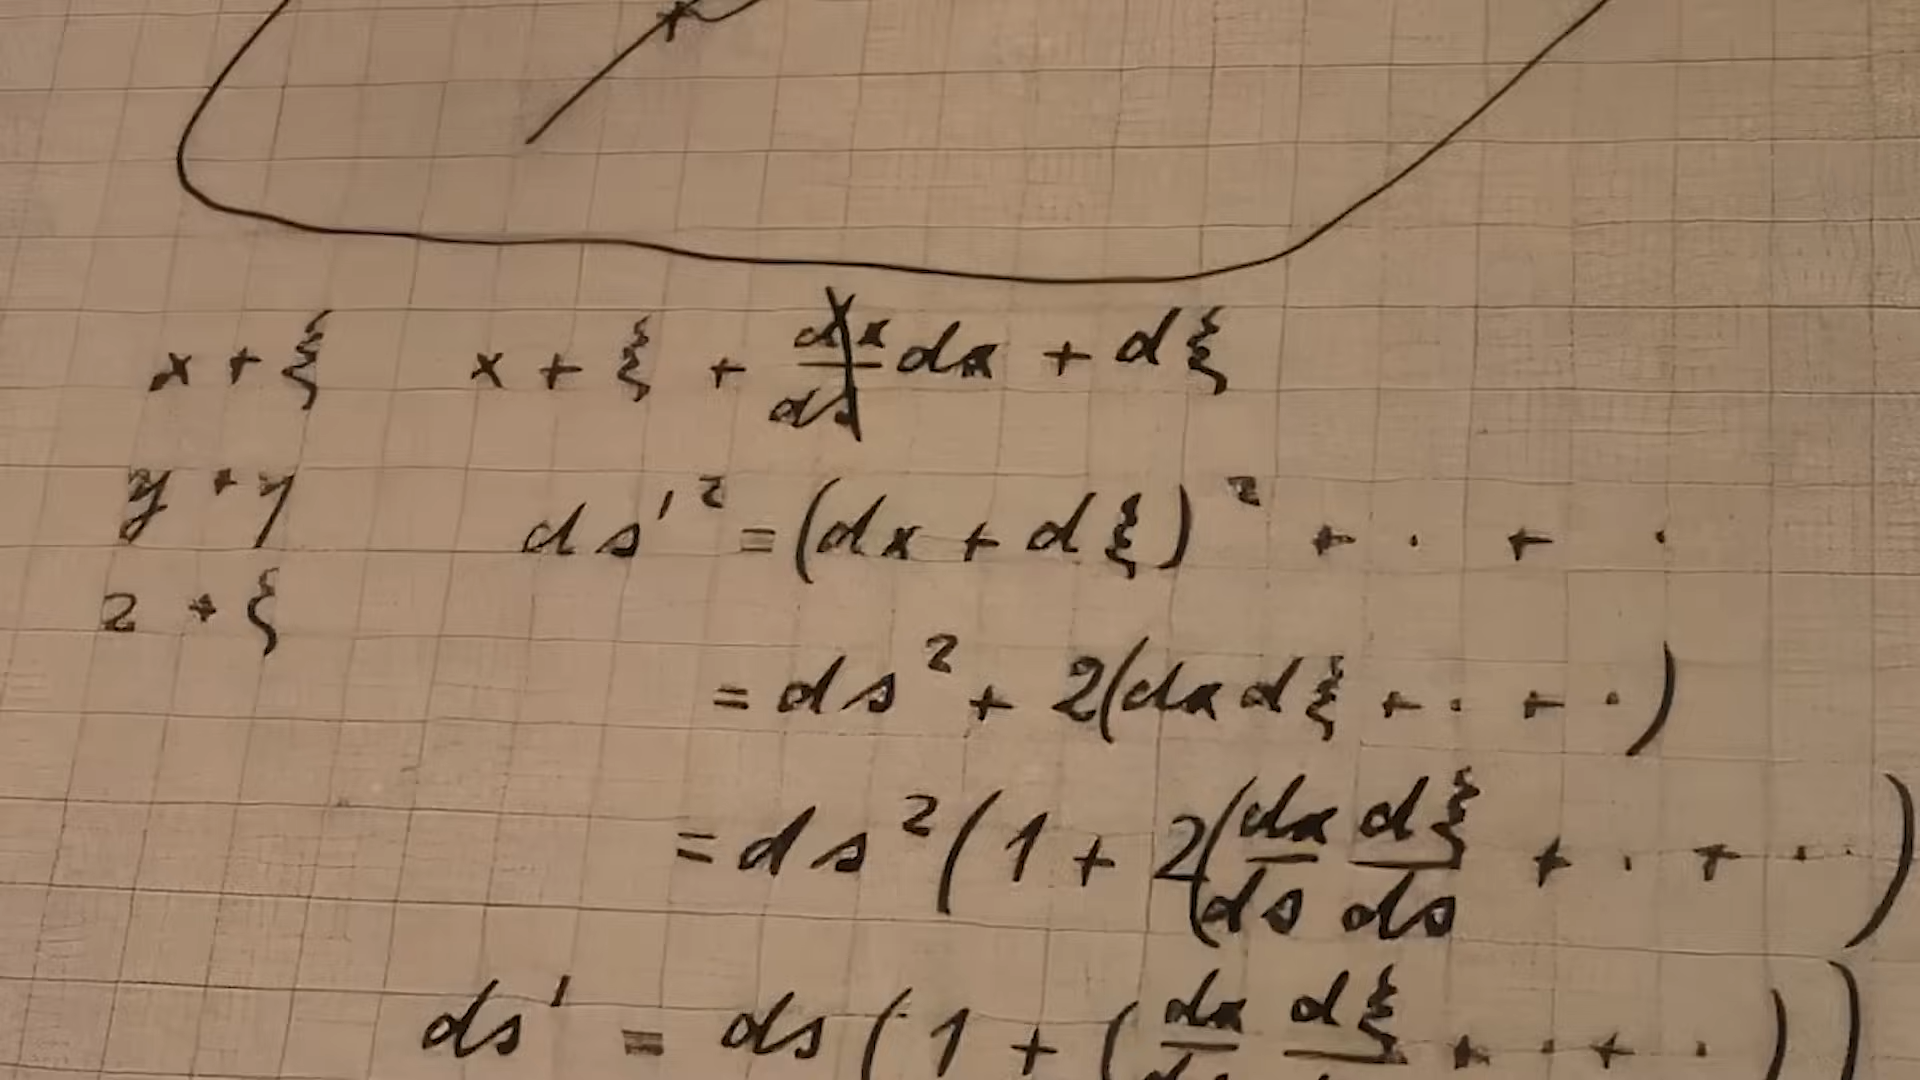 x + ξ x + ξ + dx/ds dx + dξ
y + η
ds'² = (dx + dξ)² + · + ·
z + ζ
= ds² + 2(dx dξ + · + ·)
= ds²(1 + 2(dx/ds dξ/ds + · + ··)
ds' = ds(1 + (dx/ds dξ/ + · + ·))